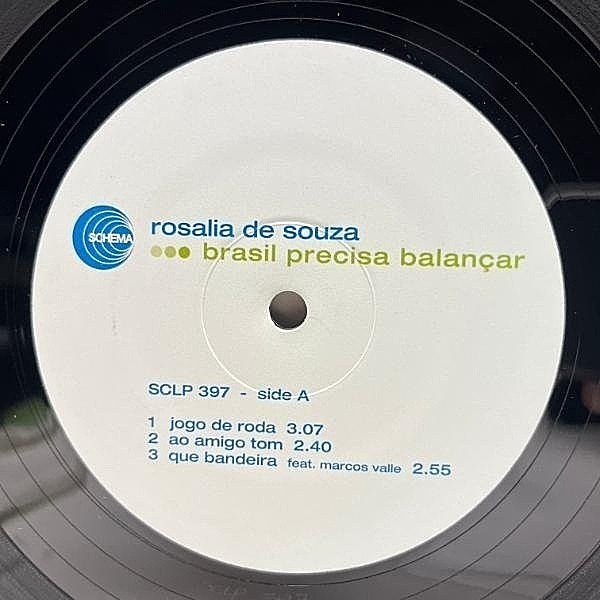 SCHEMA
rosalia de souza
brasil precisa balançar
SCLP 397 - side A
1 jogo de roda 3.07
2 ao amigo tom 2.40
3 que bandeira feat. marcos valle 2.55